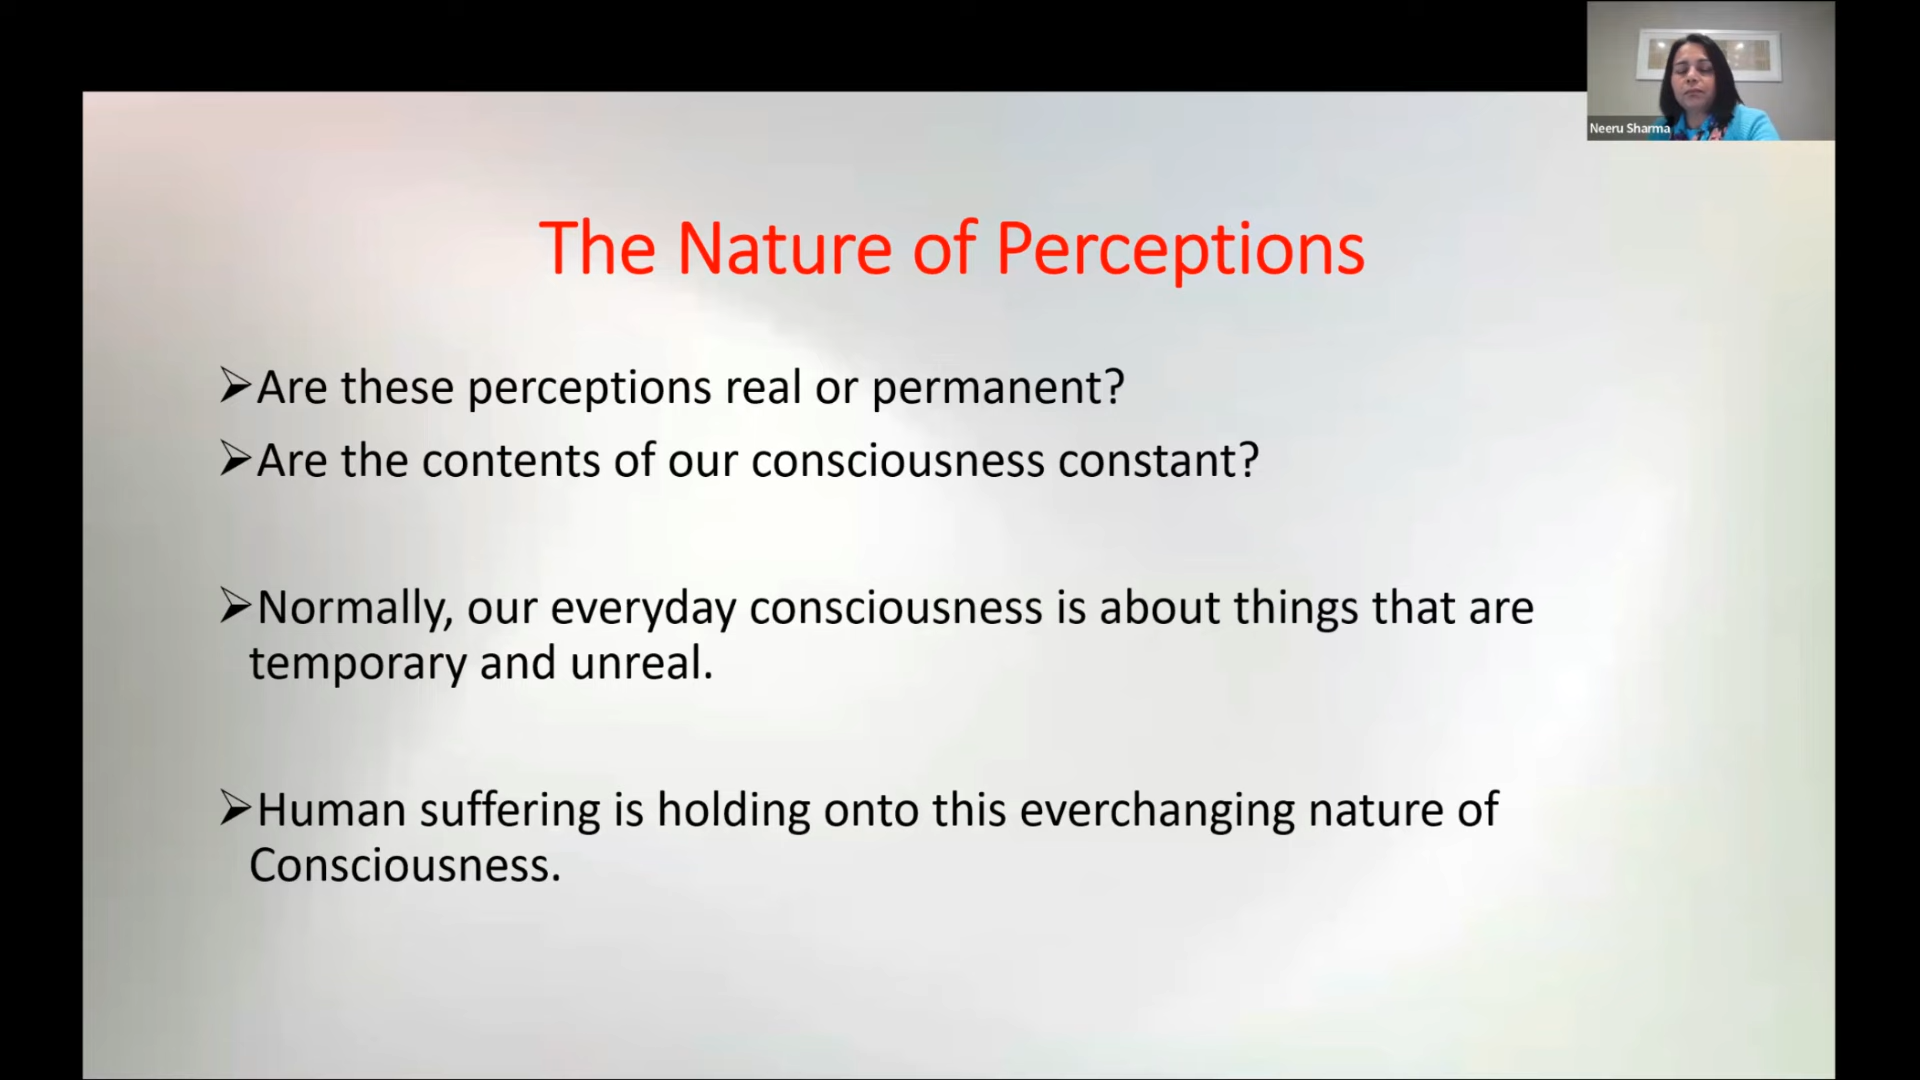 Neeru Sharma
The Nature of Perceptions
➢Are these perceptions real or permanent?
➢Are the contents of our consciousness constant?
➢Normally, our everyday consciousness is about things that are
temporary and unreal.
➢Human suffering is holding onto this everchanging nature of
Consciousness.